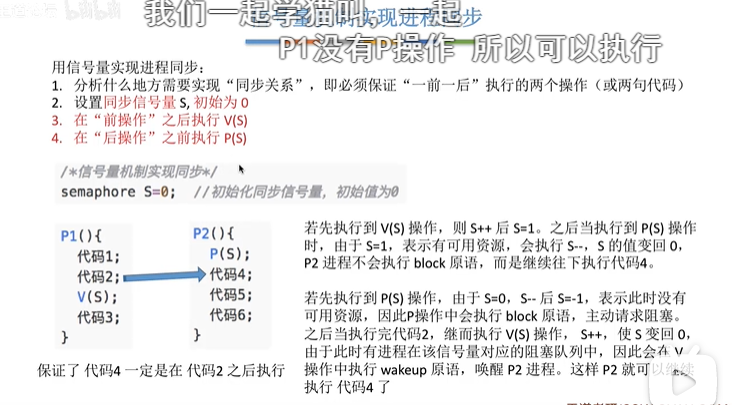 我们一起学猫叫，一起
P1没有P操作 所以可以执行
用信号量实现进程同步：
1. 分析什么地方需要实现“同步关系”，即必须保证“一前一后”执行的两个操作（或两句代码）
2. 设置同步信号量 S, 初始为 0
3. 在“前操作”之后执行 V(S)
4. 在“后操作”之前执行 P(S)
/*信号量机制实现同步*/
semaphore S=0; //初始化同步信号量，初始值为0
P1(){
代码1;
代码2;
V(S);
代码3;
}
P2(){
P(S);
代码4;
代码5;
代码6;
}
保证了 代码4 一定是在 代码2 之后执行
若先执行到 V(S) 操作，则 S++ 后 S=1。之后当执行到 P(S) 操作
时，由于 S=1，表示有可用资源，会执行 S--，S 的值变回 0，
P2 进程不会执行 block 原语，而是继续往下执行代码4。
若先执行到 P(S) 操作，由于 S=0，S-- 后 S=-1，表示此时没有
可用资源，因此P操作中会执行 block 原语，主动请求阻塞。
之后当执行完代码2，继而执行 V(S) 操作， S++，使 S 变回 0，
由于此时有进程在该信号量对应的阻塞队列中，因此会在 V
操作中执行 wakeup 原语，唤醒 P2 进程。这样 P2 就可以继续
执行 代码4 了